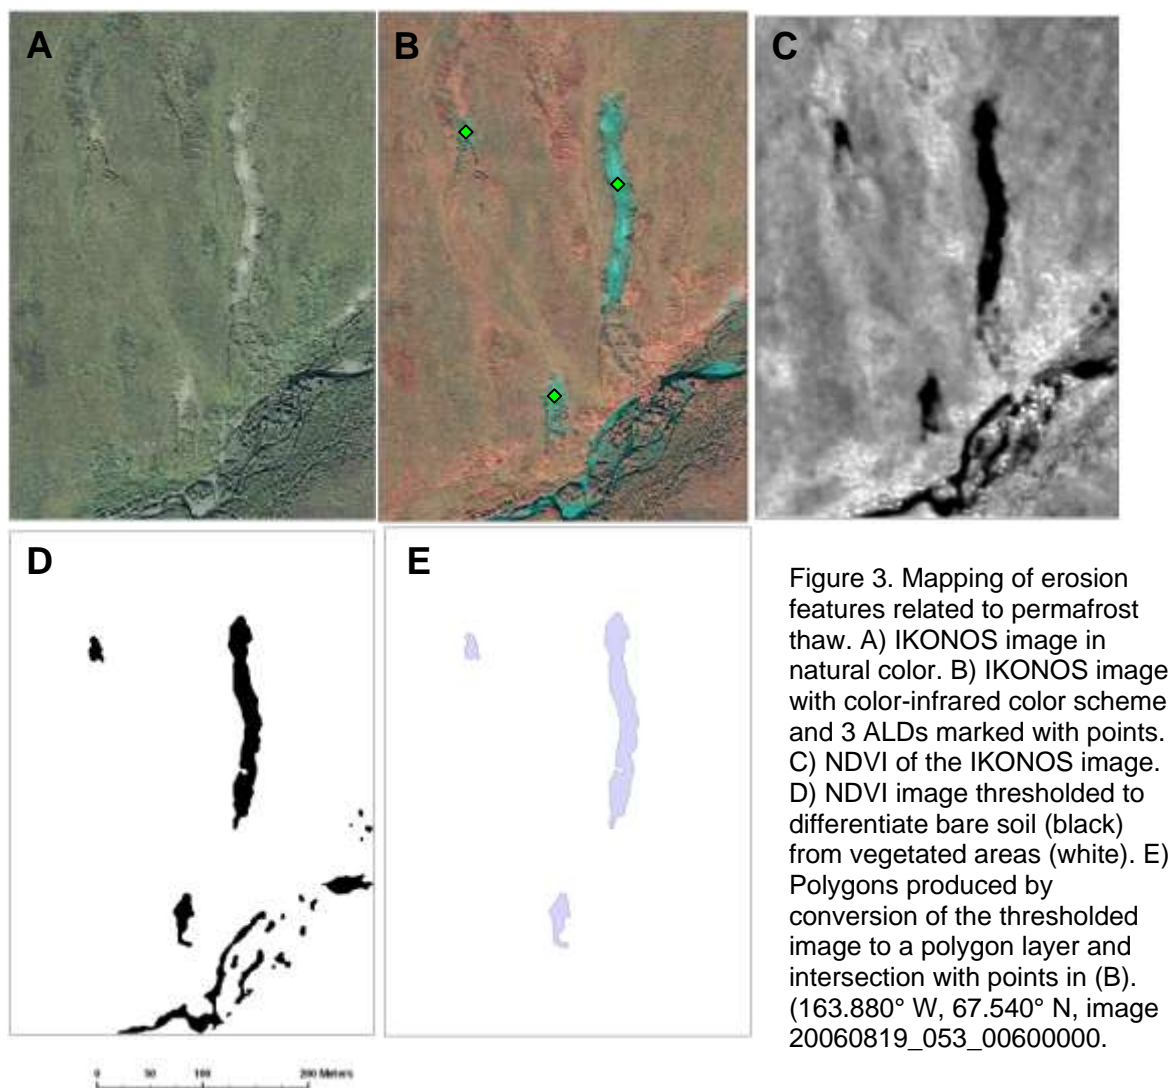 A
B
C
D
E
Figure 3. Mapping of erosion
features related to permafrost
thaw. A) IKONOS image in
natural color. B) IKONOS image
with color-infrared color scheme
and 3 ALDs marked with points.
C) NDVI of the IKONOS image.
D) NDVI image thresholded to
differentiate bare soil (black)
from vegetated areas (white). E)
Polygons produced by
conversion of the thresholded
image to a polygon layer and
intersection with points in (B).
(163.880° W, 67.540° N, image
20060819_053_00600000.
0 50 100 200 Meters